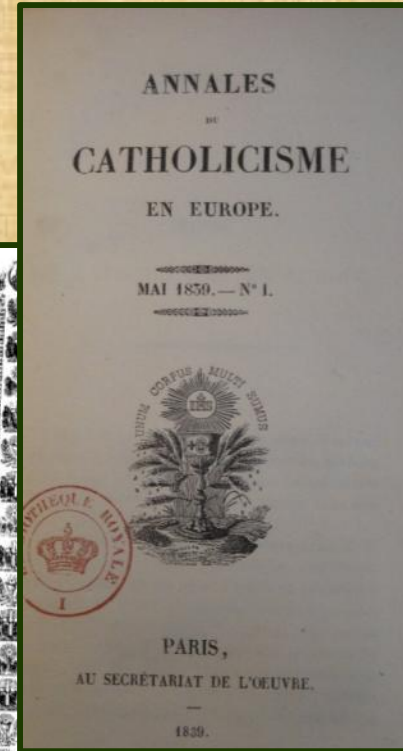 ANNALES
DU
CATHOLICISME
EN EUROPE.
MAI 1839. — N° 1.
UNUM CORPUS MULTI SUMUS
IHS
BIBLIOTHEQUE ROYALE
I
PARIS,
AU SECRÉTARIAT DE L'OEUVRE.
1839.